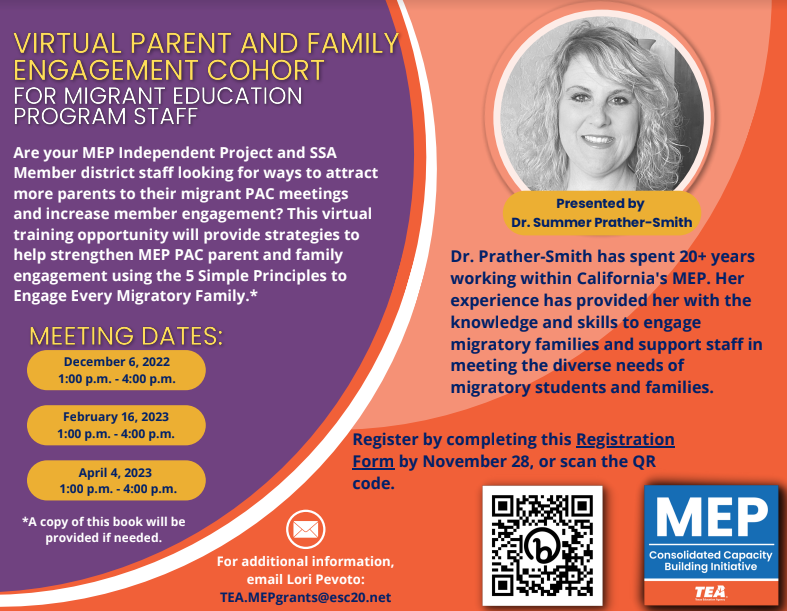 VIRTUAL PARENT AND FAMILY
ENGAGEMENT COHORT
FOR MIGRANT EDUCATION
PROGRAM STAFF
Are your MEP Independent Project and SSA
Member district staff looking for ways to attract
more parents to their migrant PAC meetings
and increase member engagement? This virtual
training opportunity will provide strategies to
help strengthen MEP PAC parent and family
engagement using the 5 Simple Principles to
Engage Every Migratory Family.*
MEETING DATES:
December 6, 2022
1:00 p.m. - 4:00 p.m.
February 16, 2023
1:00 p.m. - 4:00 p.m.
April 4, 2023
1:00 p.m. - 4:00 p.m.
*A copy of this book will be
provided if needed.
Presented by
Dr. Summer Prather-Smith
Dr. Prather-Smith has spent 20+ years
working within California's MEP. Her
experience has provided her with the
knowledge and skills to engage
migratory families and support staff in
meeting the diverse needs of
migratory students and families.
Register by completing this Registration
Form by November 28, or scan the QR
code.
For additional information,
email Lori Pevoto:
TEA.MEPgrants@esc20.net
b
MEP
Consolidated Capacity
Building Initiative
TEA